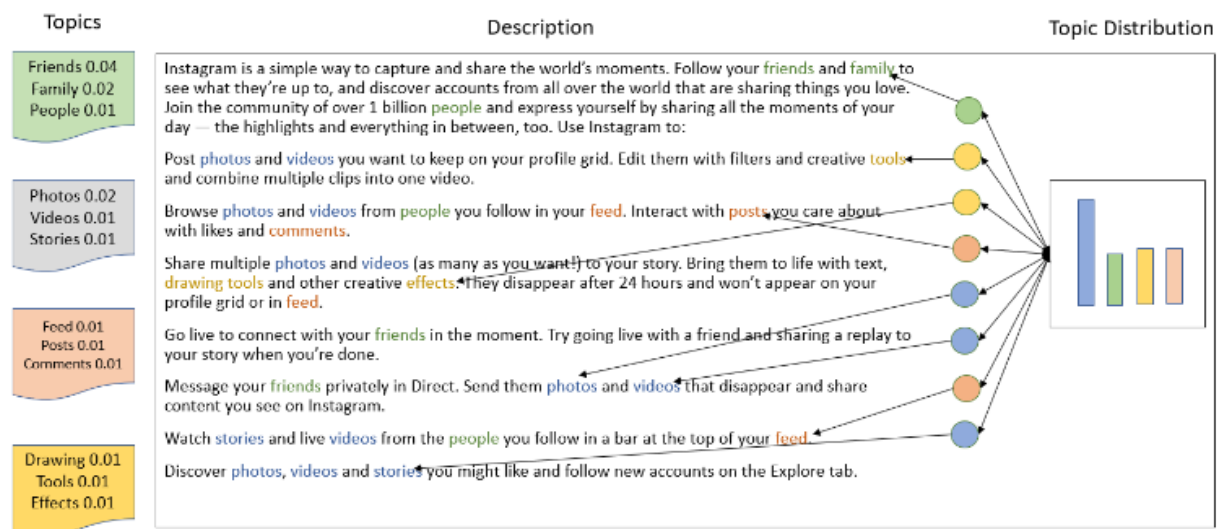 Topics
Description
Topic Distribution
Friends 0.04
Family 0.02
People 0.01
Photos 0.02
Videos 0.01
Stories 0.01
Feed 0.01
Posts 0.01
Comments 0.01
Drawing 0.01
Tools 0.01
Effects 0.01
Instagram is a simple way to capture and share the world's moments. Follow your friends and family to
see what they're up to, and discover accounts from all over the world that are sharing things you love.
Join the community of over 1 billion people and express yourself by sharing all the moments of your
day — the highlights and everything in between, too. Use Instagram to:
Post photos and videos you want to keep on your profile grid. Edit them with filters and creative tools
and combine multiple clips into one video.
Browse photos and videos from people you follow in your feed. Interact with posts you care about
with likes and comments.
Share multiple photos and videos (as many as you want!) to your story. Bring them to life with text,
drawing tools and other creative effects. They disappear after 24 hours and won't appear on your
profile grid or in feed.
Go live to connect with your friends in the moment. Try going live with a friend and sharing a replay to
your story when you're done.
Message your friends privately in Direct. Send them photos and videos that disappear and share
content you see on Instagram.
Watch stories and live videos from the people you follow in a bar at the top of your feed.
Discover photos, videos and stories you might like and follow new accounts on the Explore tab.